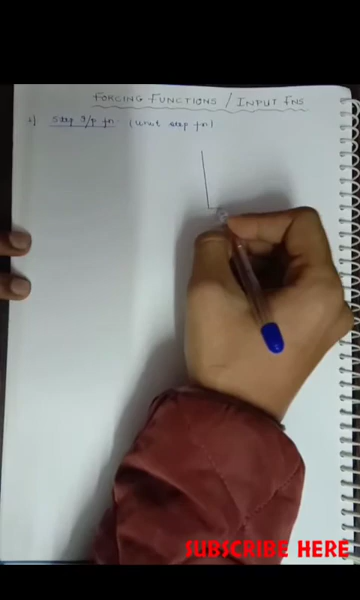 FORCING FUNCTIONS / INPUT FNS
1) Step I/p fn. (Unit step fn)
SUBSCRIBE HERE